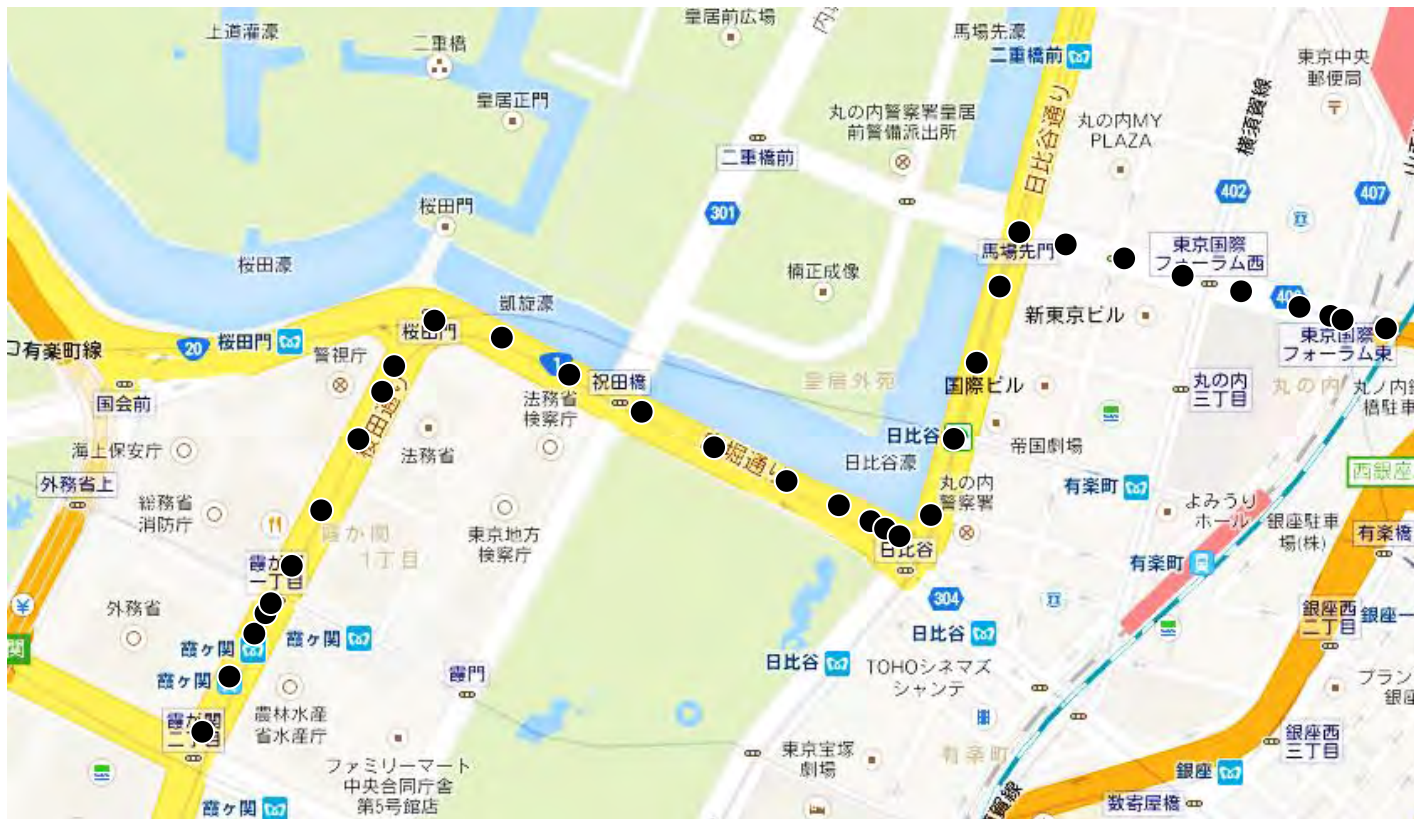 上道灌濠
二重橋
皇居前広場
馬場先濠
二重橋前
東京中央
郵便局
皇居正門
丸の内警察署皇居
前警備派出所
日比谷通り
丸の内MY
PLAZA
横須賀線
二重橋前
402
407
301
桜田門
桜田濠
馬場先門
東京国際
フォーラム西
楠正成像
凱旋濠
新東京ビル
有楽町線
20
桜田門
桜田門
警視庁
東京国際
フォーラム東
祝田橋
皇居外苑
国際ビル
丸の内
三丁目
丸の内
国会前
法務省
検察庁
海上保安庁
法務省
日比谷
帝国劇場
日比谷濠
外務省上
丸の内
警察署
有楽町
西銀座
総務省
消防庁
東京地方
検察庁
よみうり
ホール
銀座駐車
場(株)
有楽橋
霞が関
1丁目
一丁目
日比谷
有楽町
304
外務省
霞ケ関
霞ケ関
日比谷
銀座西
二丁目
霞ケ関
霞門
日比谷
TOHOシネマズ
シャンテ
農林水産
省水産庁
二丁目
東京宝塚
劇場
有楽町
銀座西
三丁目
ファミリーマート
中央合同庁舎
第5号館店
銀座
霞ケ関
数寄屋橋